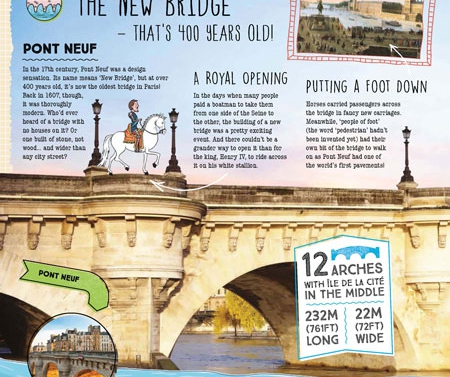 THE NEW BRIDGE
– THAT'S 400 YEARS OLD!
PONT NEUF
In the 17th century, Pont Neuf was a design
sensation. Its name means 'New Bridge', but at over
400 years old, it's now the oldest bridge in Paris!
Back in 1607, though,
it was thoroughly
modern. Who'd ever
heard of a bridge with
no houses on it? Or
one built of stone, not
wood... and wider than
any city street?
A ROYAL OPENING
In the days when many people
paid a boatman to take them
from one side of the Seine to
the other, the building of a new
bridge was a pretty exciting
event. And there couldn't be a
grander way to open it than for
the king, Henry IV, to ride across
it on his white stallion.
PUTTING A FOOT DOWN
Horses carried passengers across
the bridge in fancy new carriages.
Meanwhile, 'people of foot'
(the word 'pedestrian' hadn't
been invented yet) had their
own bit of the bridge to walk
on as Pont Neuf had one of
the world's first pavements!
PONT NEUF
12 ARCHES
WITH ÎLE DE LA CITÉ
IN THE MIDDLE
232M
(761FT)
LONG
22M
(72FT)
WIDE